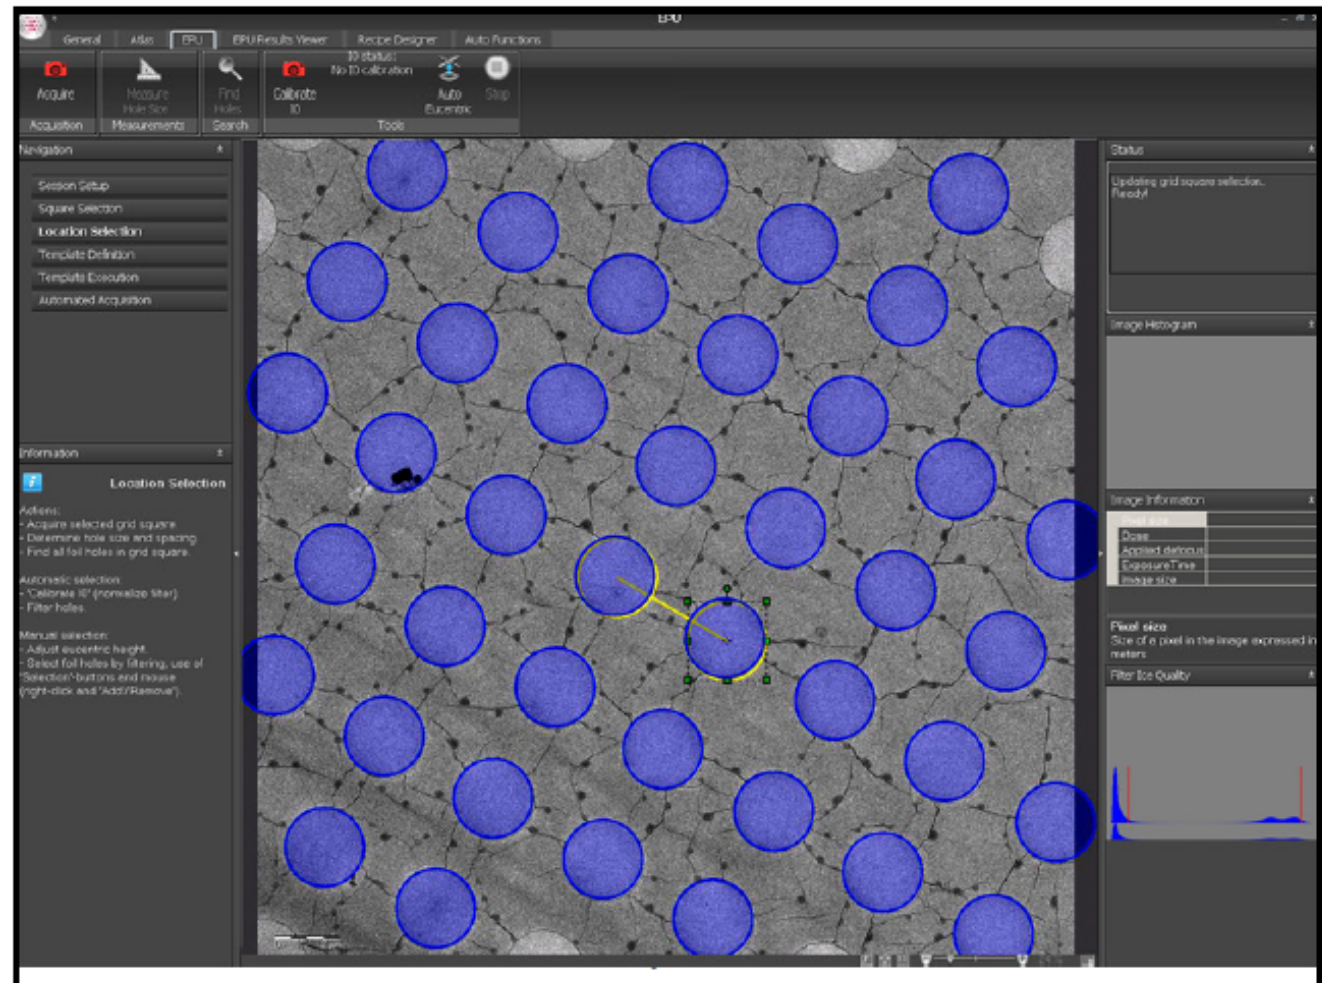 EPU
General Atlas EPU EPU Results Viewer Recipe Designer Auto Functions
Acquire
Measure
Hole Size
Find
Holes
Calibrate
I0
I0 status:
No I0 calibration
Auto
Eucentric
Stop
Acquisition Measurements Search Tools
Navigation
Session Setup
Square Selection
Location Selection
Template Definition
Template Execution
Automated Acquisition
Information
Location Selection
Actions:
- Acquire selected grid square
- Determine hole size and spacing
- Find all foil holes in grid square.
Automatic selection:
- 'Calibrate I0' (normalize filter).
- Filter holes.
Manual selection:
- Adjust eucentric height.
- Select foil holes by filtering, use of
'Selection'-buttons and mouse
(right-click and 'Add'/'Remove').
Status
Updating grid square selection.
Ready!
Image Histogram
Image Information
Pixel size
Dose
Applied defocus
ExposureTime
Image size
Pixel size
Size of a pixel in the image expressed in
meters
Filter Ice Quality